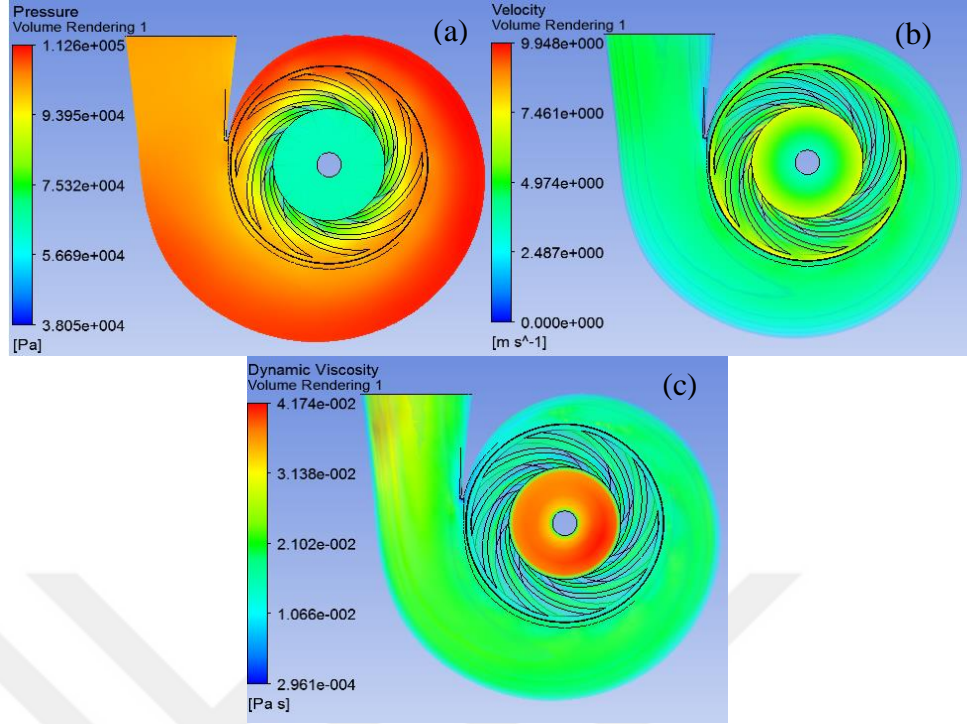 Pressure
Volume Rendering 1
(a)
1.126e+005
9.395e+004
7.532e+004
5.669e+004
3.805e+004
[Pa]
Velocity
Volume Rendering 1
(b)
9.948e+000
7.461e+000
4.974e+000
2.487e+000
0.000e+000
[m s^-1]
Dynamic Viscosity
Volume Rendering 1
(c)
4.174e-002
3.138e-002
2.102e-002
1.066e-002
2.961e-004
[Pa s]